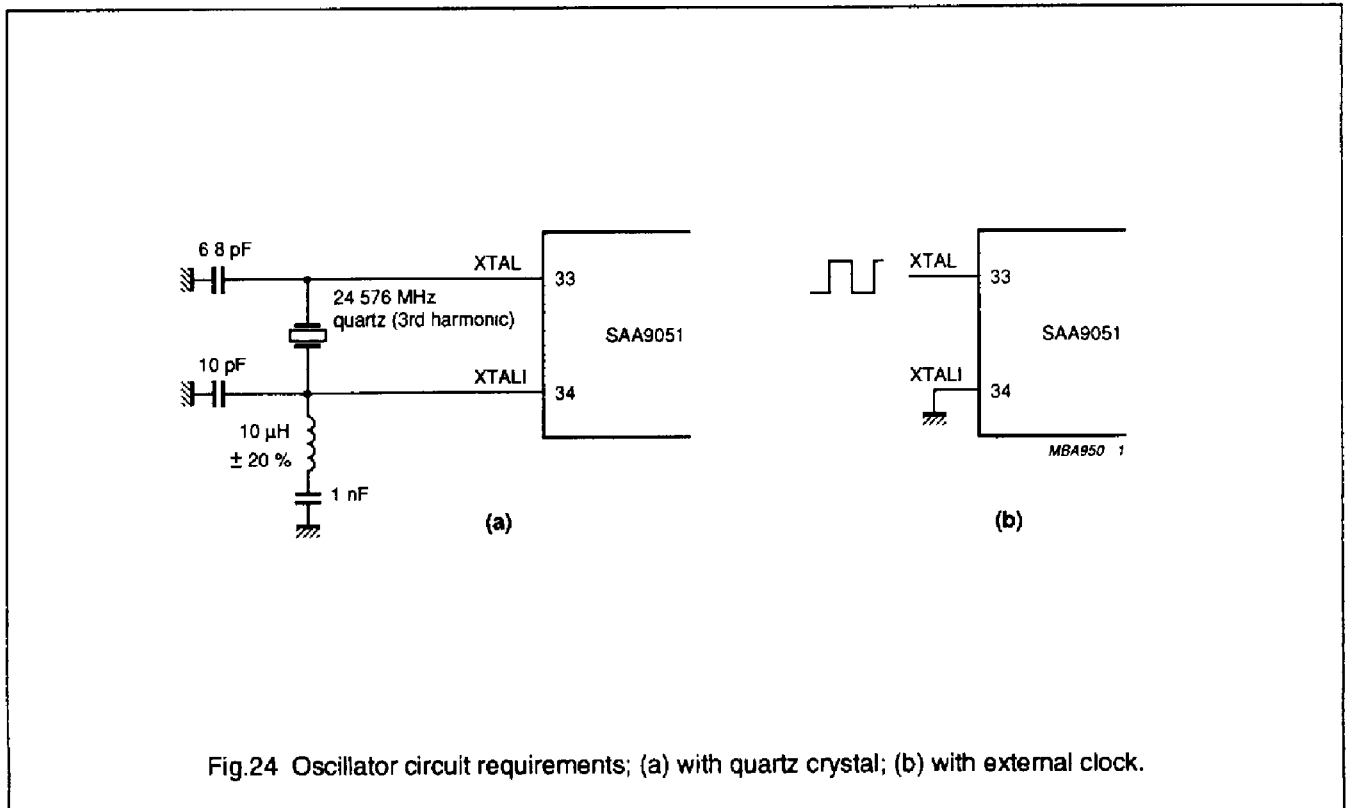 6 8 pF
XTAL
33
24 576 MHz
quartz (3rd harmonic)
SAA9051
10 pF
XTALI
34
10 µH
± 20 %
1 nF
(a)
XTAL
33
SAA9051
XTALI
34
MBA950 1
(b)
Fig.24 Oscillator circuit requirements; (a) with quartz crystal; (b) with external clock.